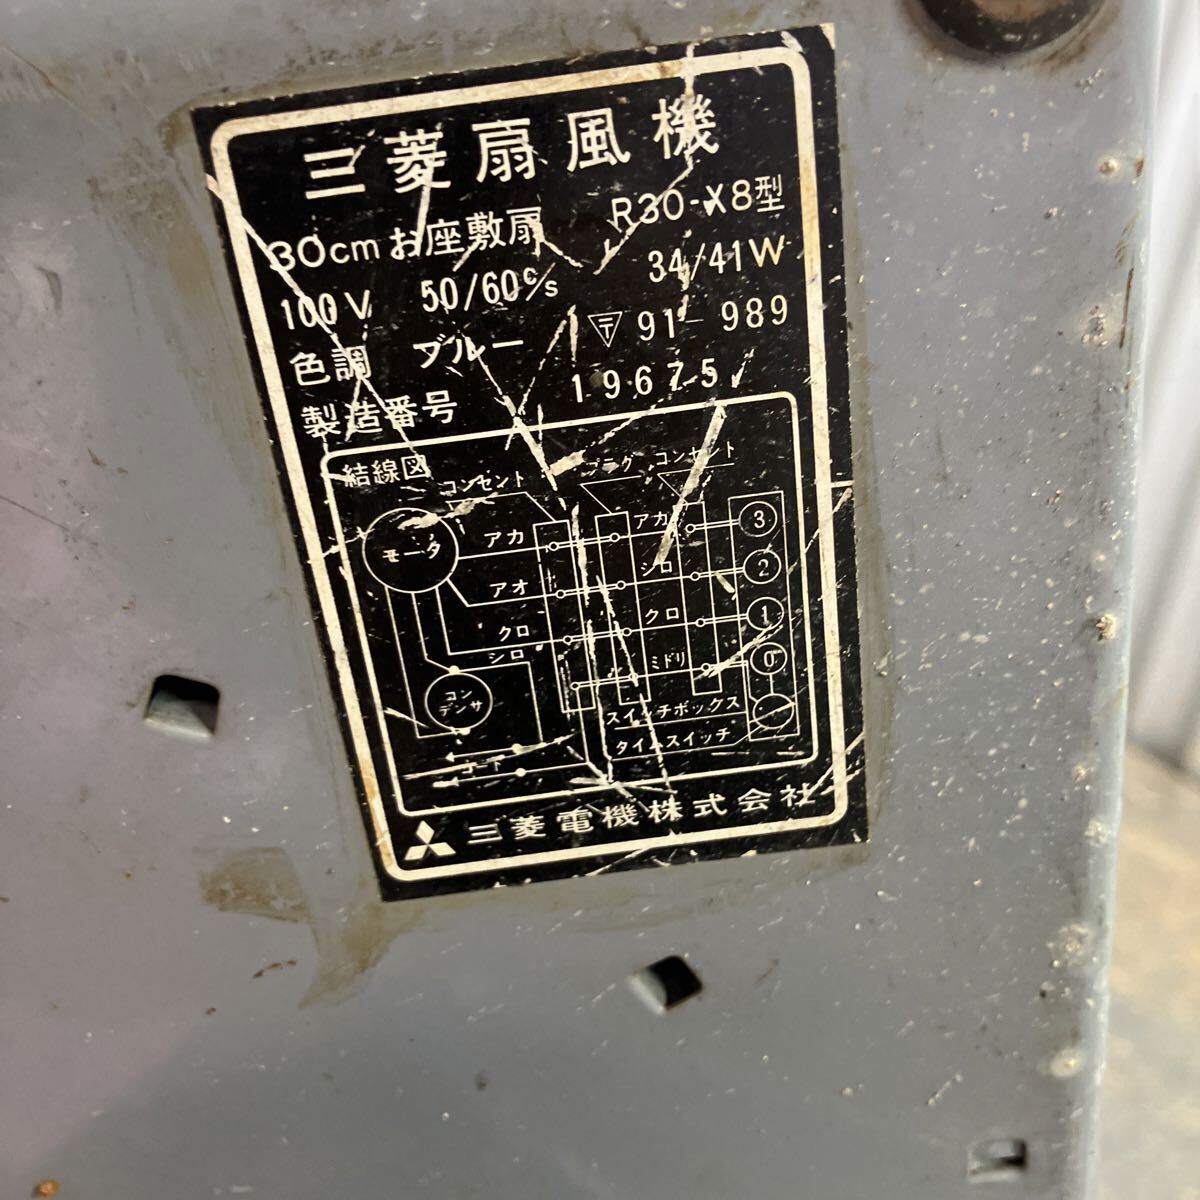 三菱扇風機
30cm お座敷扇 R30-X8型
100V 50/60c/s 34/41W
色調 ブルー 〒 91-989
製造番号 19675
結線図
コンセント プラグ コンセント
モータ アカ アカ 3
アオ シロ 2
クロ クロ 1
シロ ミドリ 0
コンデンサ
スイッチボックス
コード タイムスイッチ
三菱電機株式会社